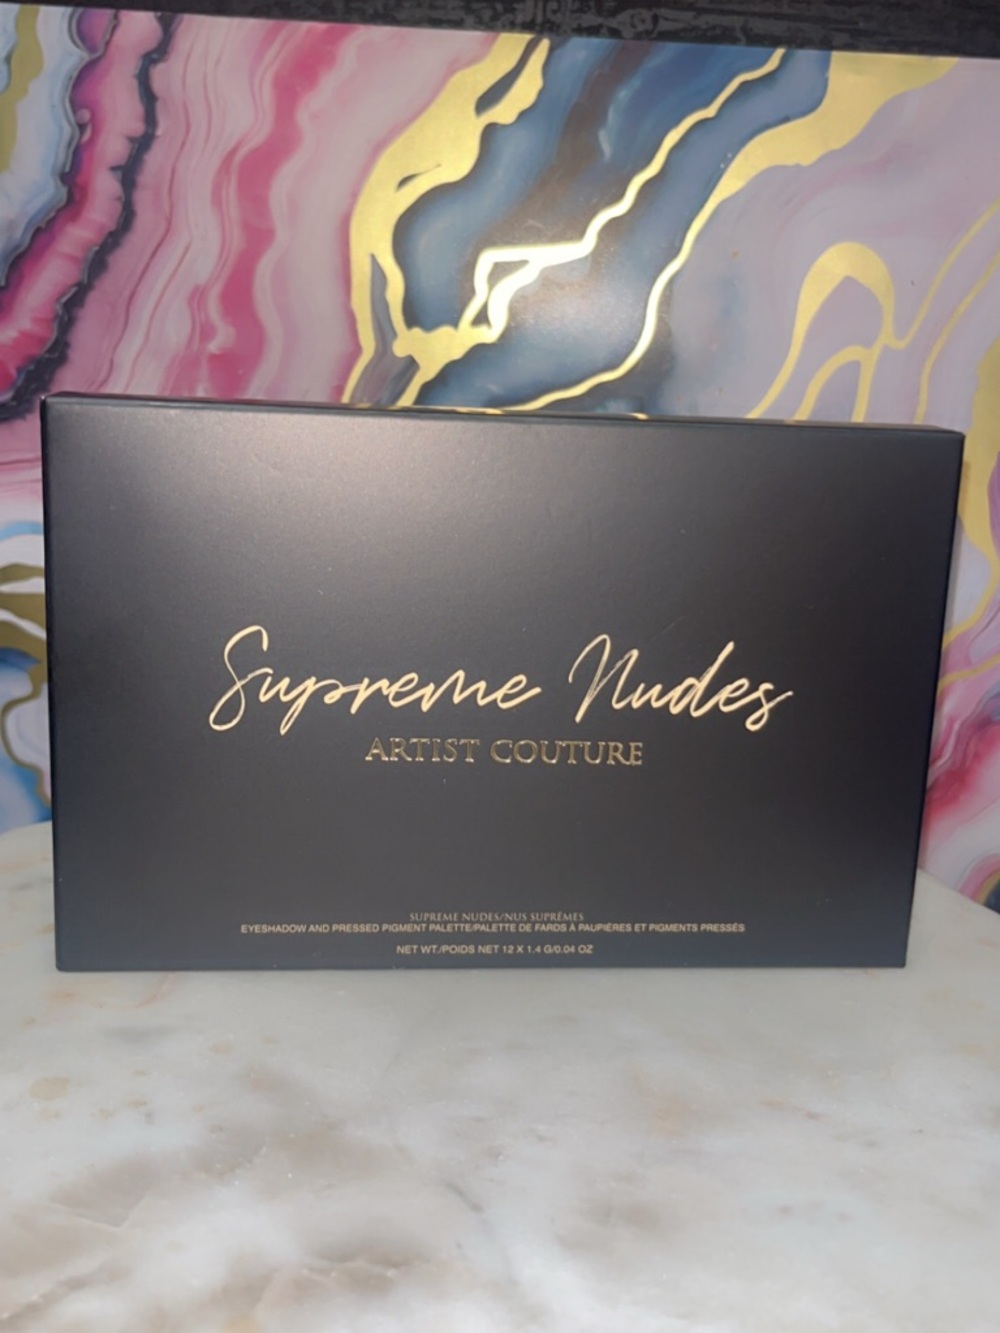 Supreme Nudes
ARTIST COUTURE
SUPREME NUDES/NUS SUPRÊMES
EYESHADOW AND PRESSED PIGMENT PALETTE/PALETTE DE FARDS À PAUPIÈRES ET PIGMENTS PRESSÉS
NET WT./POIDS NET 12 X 1.4 G/0.04 OZ